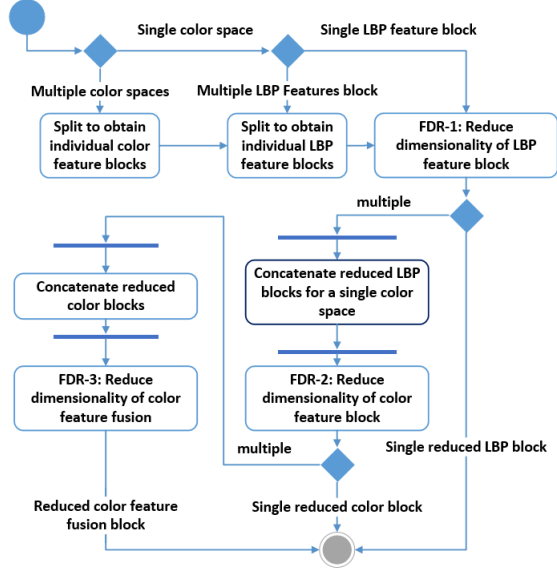 Single color space
Single LBP feature block
Multiple color spaces
Multiple LBP Features block
Split to obtain
individual color
feature blocks
Split to obtain
individual LBP
feature blocks
FDR-1: Reduce
dimensionality of LBP
feature block
multiple
Concatenate reduced
color blocks
Concatenate reduced LBP
blocks for a single color
space
FDR-3: Reduce
dimensionality of color
feature fusion
FDR-2: Reduce
dimensionality of color
feature block
multiple
Single reduced LBP block
Reduced color feature
fusion block
Single reduced color block